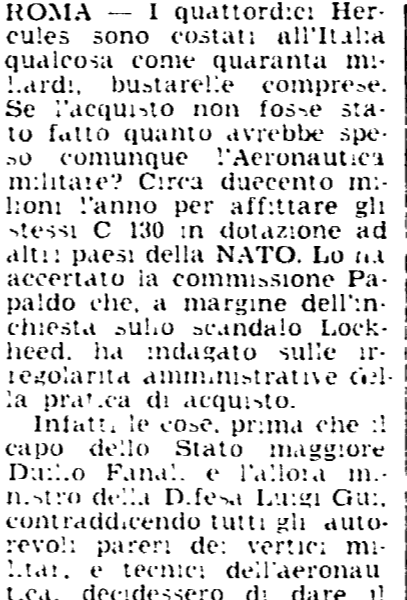 ROMA — I quattordici Her-
cules sono costati all'Italia
qualcosa come quaranta mi-
liardi, bustarelle comprese.
Se l'acquisto non fosse sta-
to fatto quanto avrebbe spe-
so comunque l'Aeronautica
militare? Circa duecento mi-
lioni l'anno per affittare gli
stessi C 130 in dotazione ad
altri paesi della NATO. Lo ha
accertato la commissione Pa-
paldo che, a margine dell'in-
chiesta sullo scandalo Lock-
heed, ha indagato sulle ir-
regolarità amministrative del-
la pratica di acquisto.
Infatti le cose, prima che il
capo dello Stato maggiore
Duilio Fanali e l'allora mi-
nistro della Difesa Luigi Gui,
contraddicendo tutti gli auto-
revoli pareri dei vertici mi-
litari e tecnici dell'aeronau
tica, decidessero di dare il